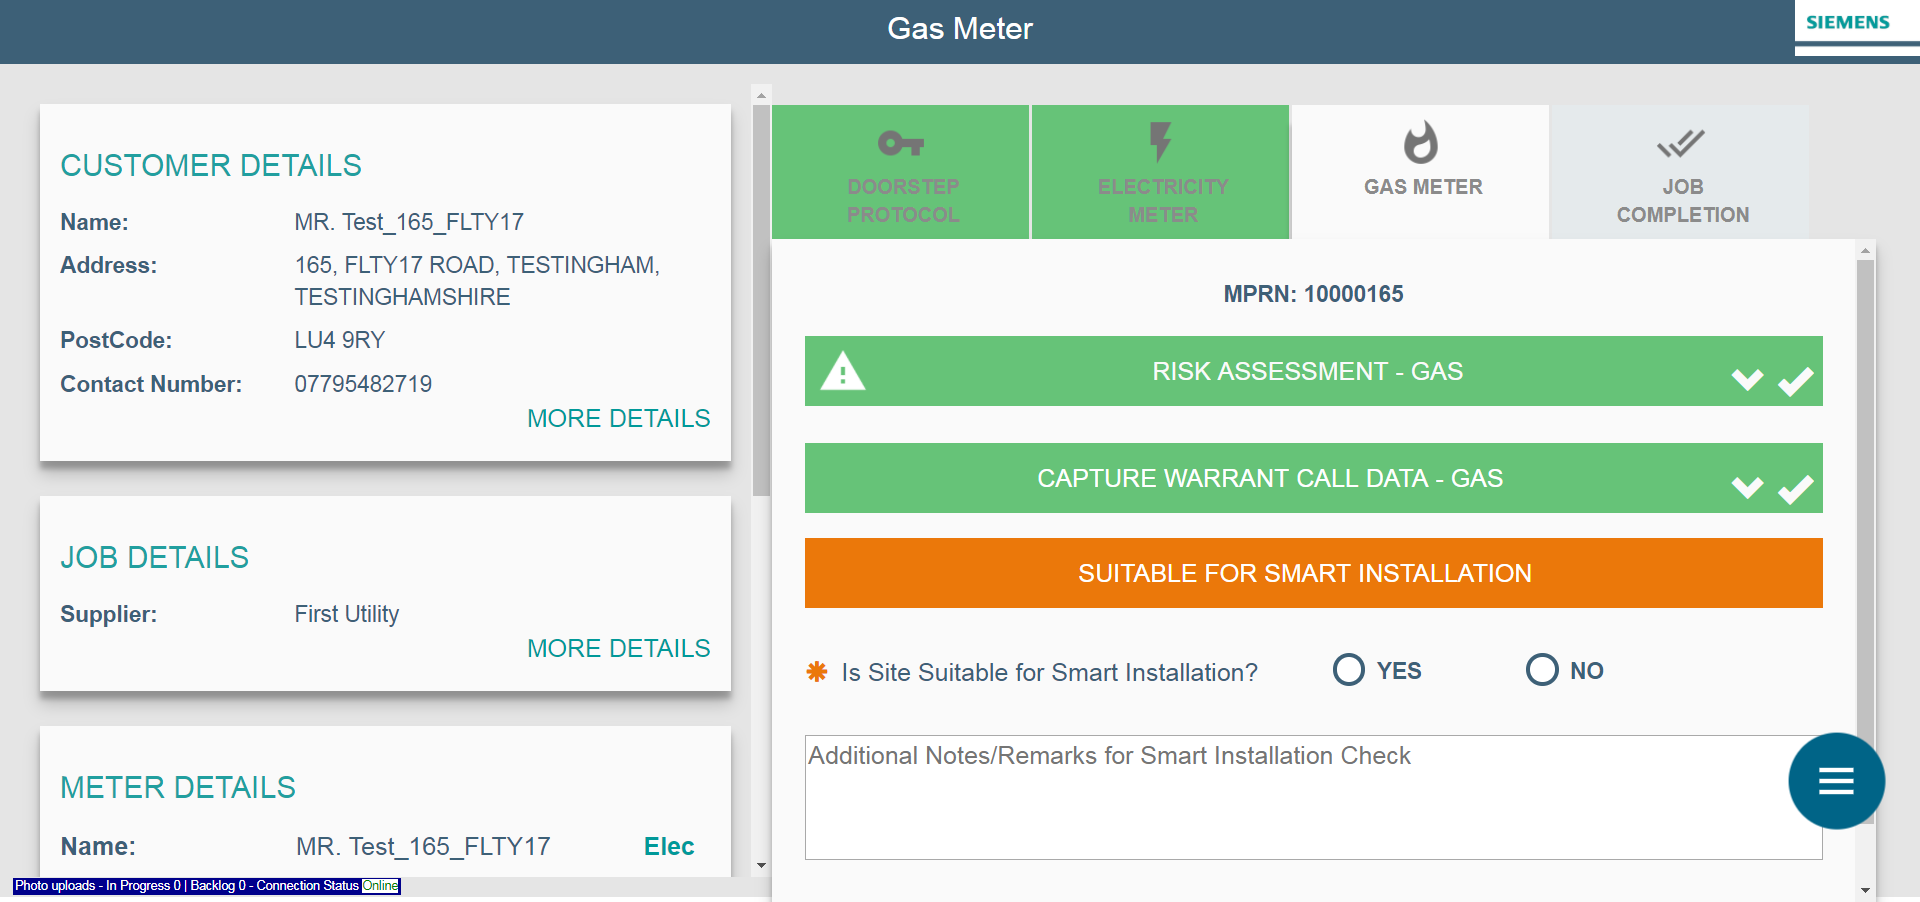 Gas Meter
SIEMENS
CUSTOMER DETAILS
Name: MR. Test_165_FLTY17
Address: 165, FLTY17 ROAD, TESTINGHAM,
TESTINGHAMSHIRE
PostCode: LU4 9RY
Contact Number: 07795482719
MORE DETAILS
JOB DETAILS
Supplier: First Utility
MORE DETAILS
METER DETAILS
Name: MR. Test_165_FLTY17 Elec
Photo uploads - In Progress 0 | Backlog 0 - Connection Status Online
DOORSTEP
PROTOCOL
ELECTRICITY
METER
GAS METER
JOB
COMPLETION
MPRN: 10000165
RISK ASSESSMENT - GAS
CAPTURE WARRANT CALL DATA - GAS
SUITABLE FOR SMART INSTALLATION
Is Site Suitable for Smart Installation? YES NO
Additional Notes/Remarks for Smart Installation Check